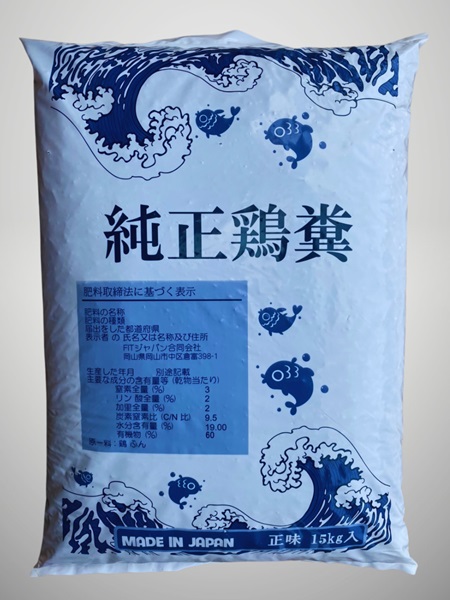 純正鶏糞
肥料取締法に基づく表示
肥料の名称
肥料の種類
届出をした都道府県
表示者 の 氏名又は名称及び住所
FITジャパン合同会社
岡山県岡山市中区倉富398-1
生産した年月 別途記載
主要な成分の含有量等 (乾物当たり)
窒素全量 (%) 3
リン 酸全量 (%) 2
加里全量 (%) 2
炭素窒素比 (C/N 比) 9.5
水分含有量 (%) 19.00
有機物 (%) 60
原 料 : 鶏 ふん
MADE IN JAPAN 正味 15kg入